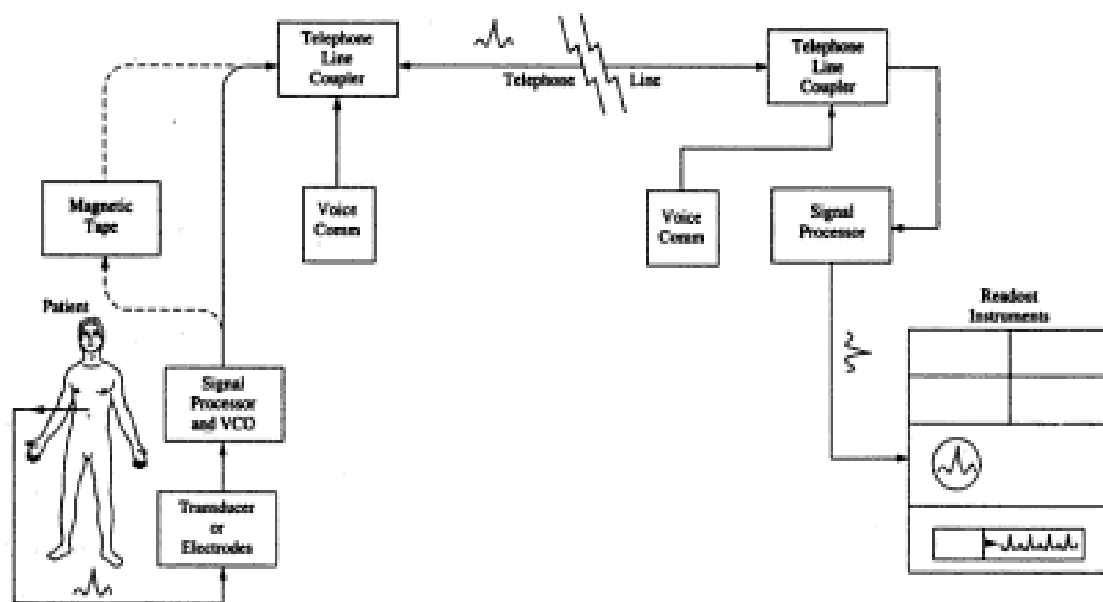 Telephone
Line
Coupler
Telephone
Line
Telephone
Line
Coupler
Magnetic
Tape
Voice
Comm
Voice
Comm
Signal
Processor
Patient
Readout
Instruments
Signal
Processor
and VCO
Transducer
or
Electrodes